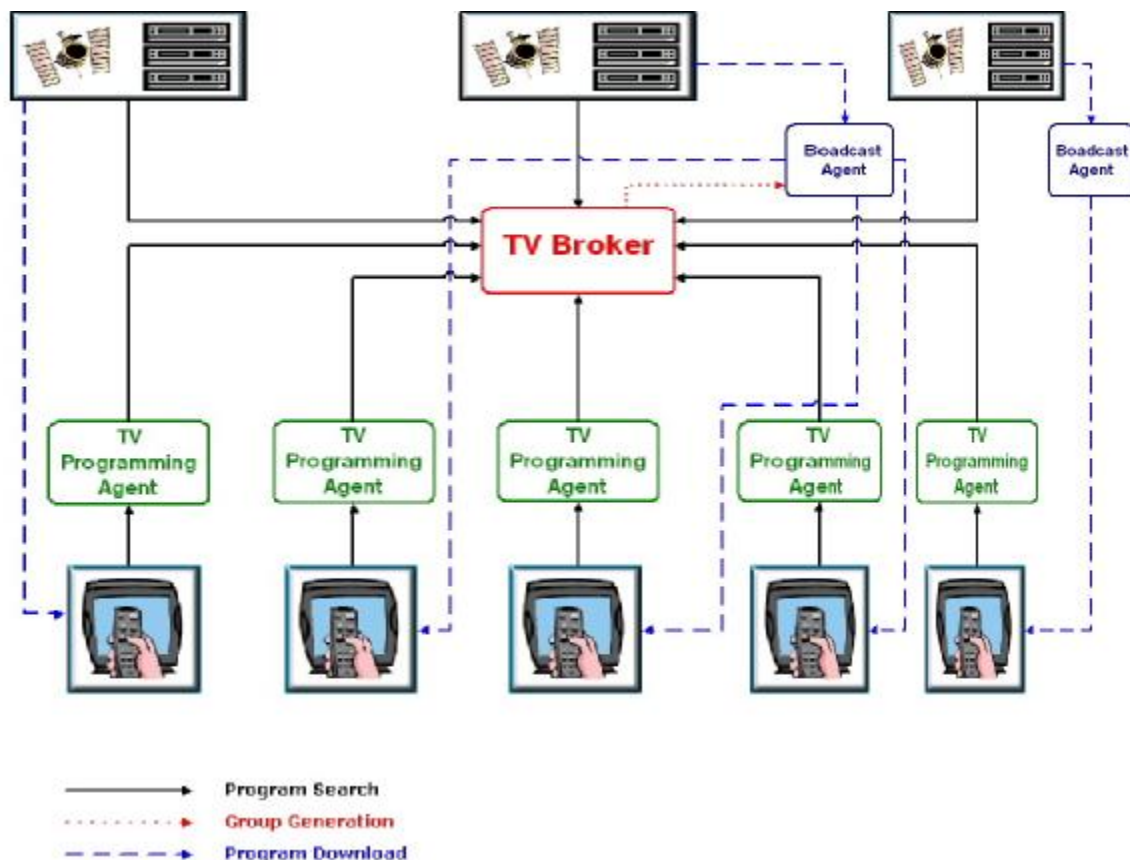 Boadcast
Agent
Boadcast
Agent
TV Broker
TV
Programming
Agent
TV
Programming
Agent
TV
Programming
Agent
TV
Programming
Agent
TV
Programming
Agent
Program Search
Group Generation
Program Download